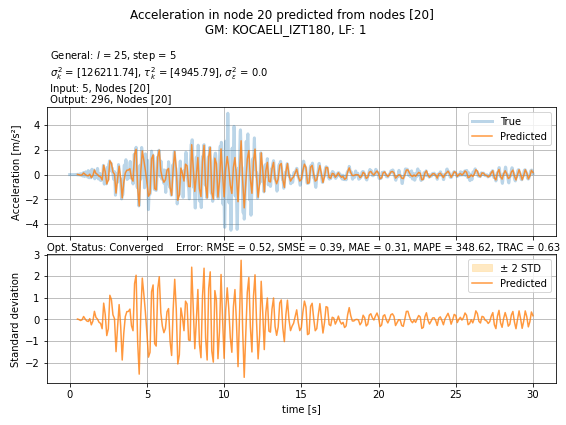 Acceleration in node 20 predicted from nodes [20]
GM: KOCAELI_IZT180, LF: 1
General: l = 25, step = 5
σ²ₖ = [126211.74], τ²ₖ = [4945.79], σ²ε = 0.0
Input: 5, Nodes [20]
Output: 296, Nodes [20]
Acceleration [m/s²]
4
2
0
−2
−4
True
Predicted
Opt. Status: Converged Error: RMSE = 0.52, SMSE = 0.39, MAE = 0.31, MAPE = 348.62, TRAC = 0.63
Standard deviation
3
2
1
0
−1
−2
± 2 STD
Predicted
0 5 10 15 20 25 30
time [s]